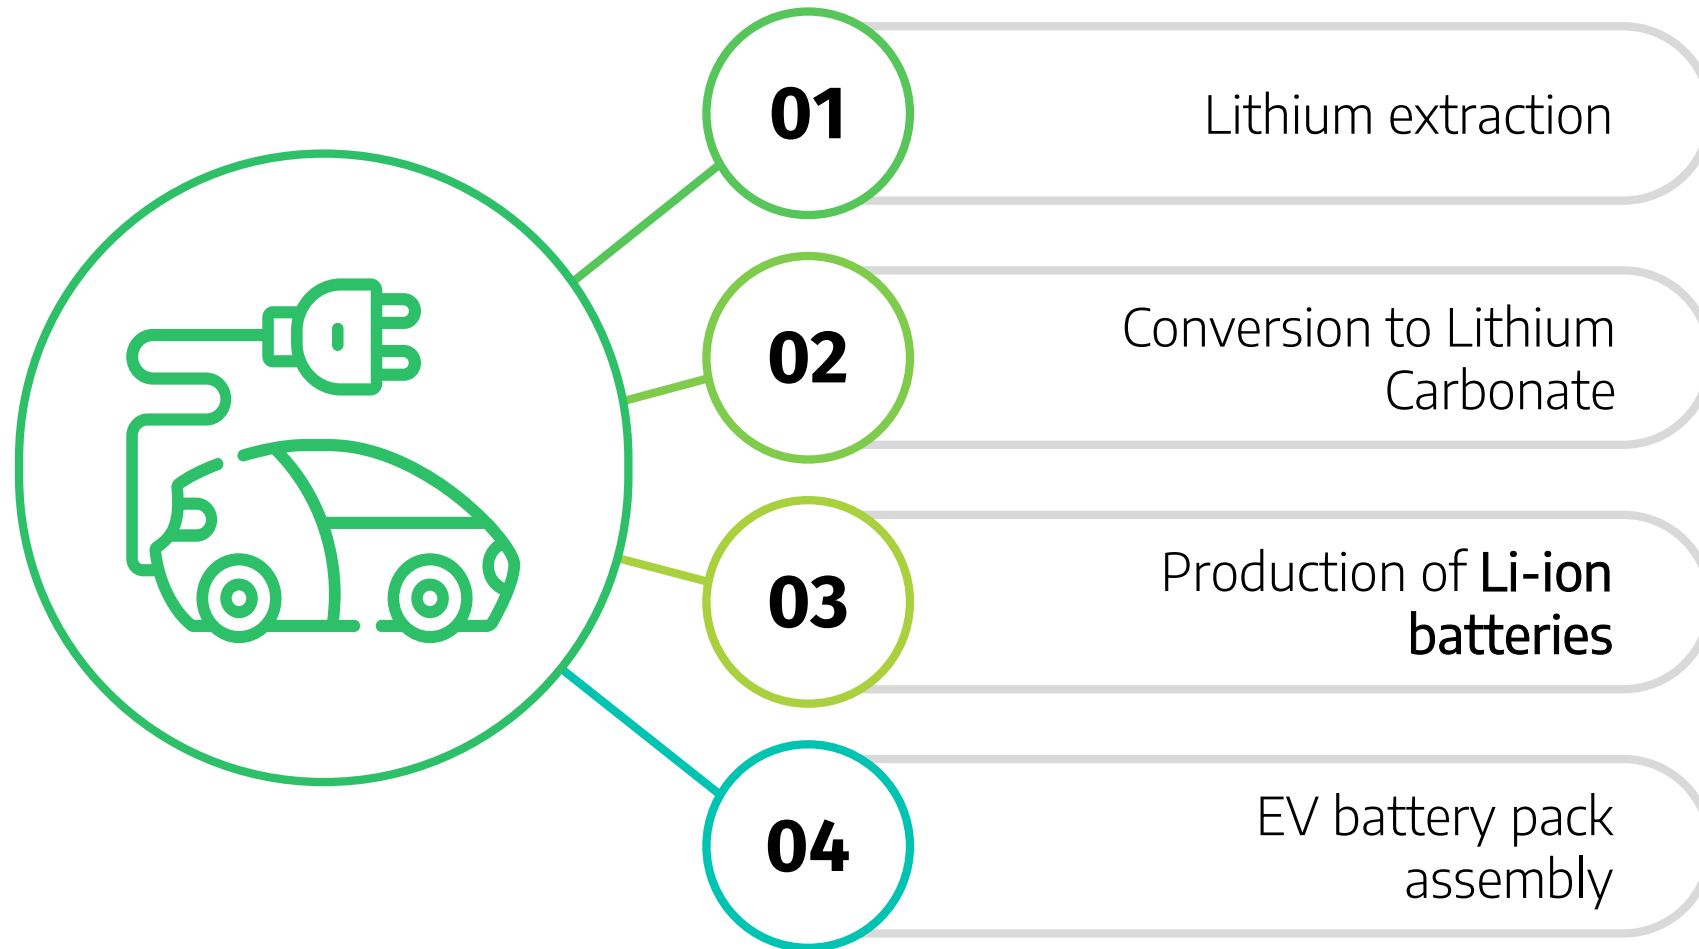 01
Lithium extraction
02
Conversion to Lithium
Carbonate
03
Production of Li-ion
batteries
04
EV battery pack
assembly